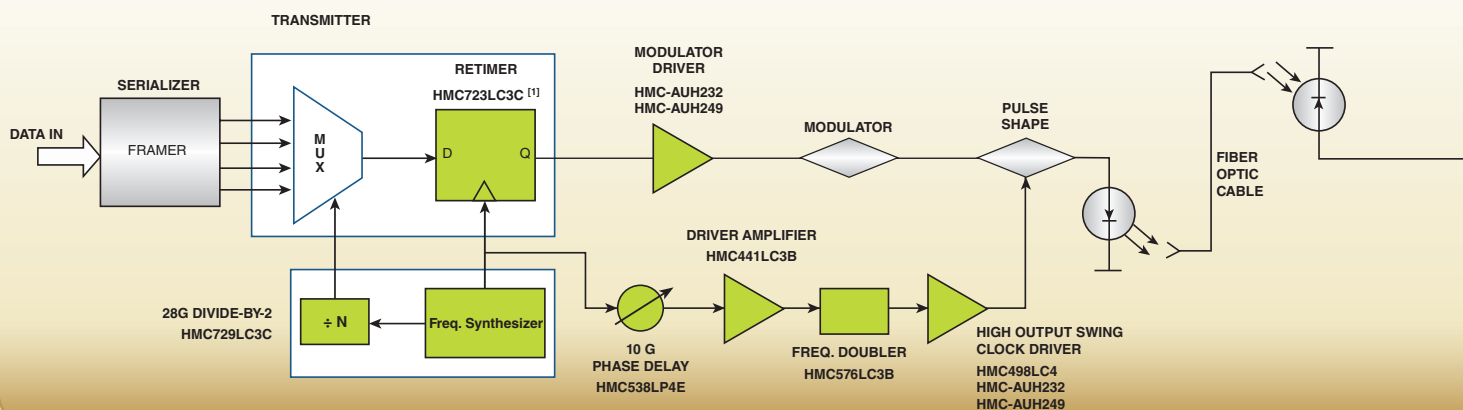 TRANSMITTER
SERIALIZER
DATA IN
FRAMER
M
U
X
RETIMER
HMC723LC3C [1]
D
Q
MODULATOR
DRIVER
HMC-AUH232
HMC-AUH249
MODULATOR
PULSE
SHAPE
FIBER
OPTIC
CABLE
28G DIVIDE-BY-2
HMC729LC3C
÷ N
Freq. Synthesizer
10 G
PHASE DELAY
HMC538LP4E
DRIVER AMPLIFIER
HMC441LC3B
FREQ. DOUBLER
HMC576LC3B
HIGH OUTPUT SWING
CLOCK DRIVER
HMC498LC4
HMC-AUH232
HMC-AUH249